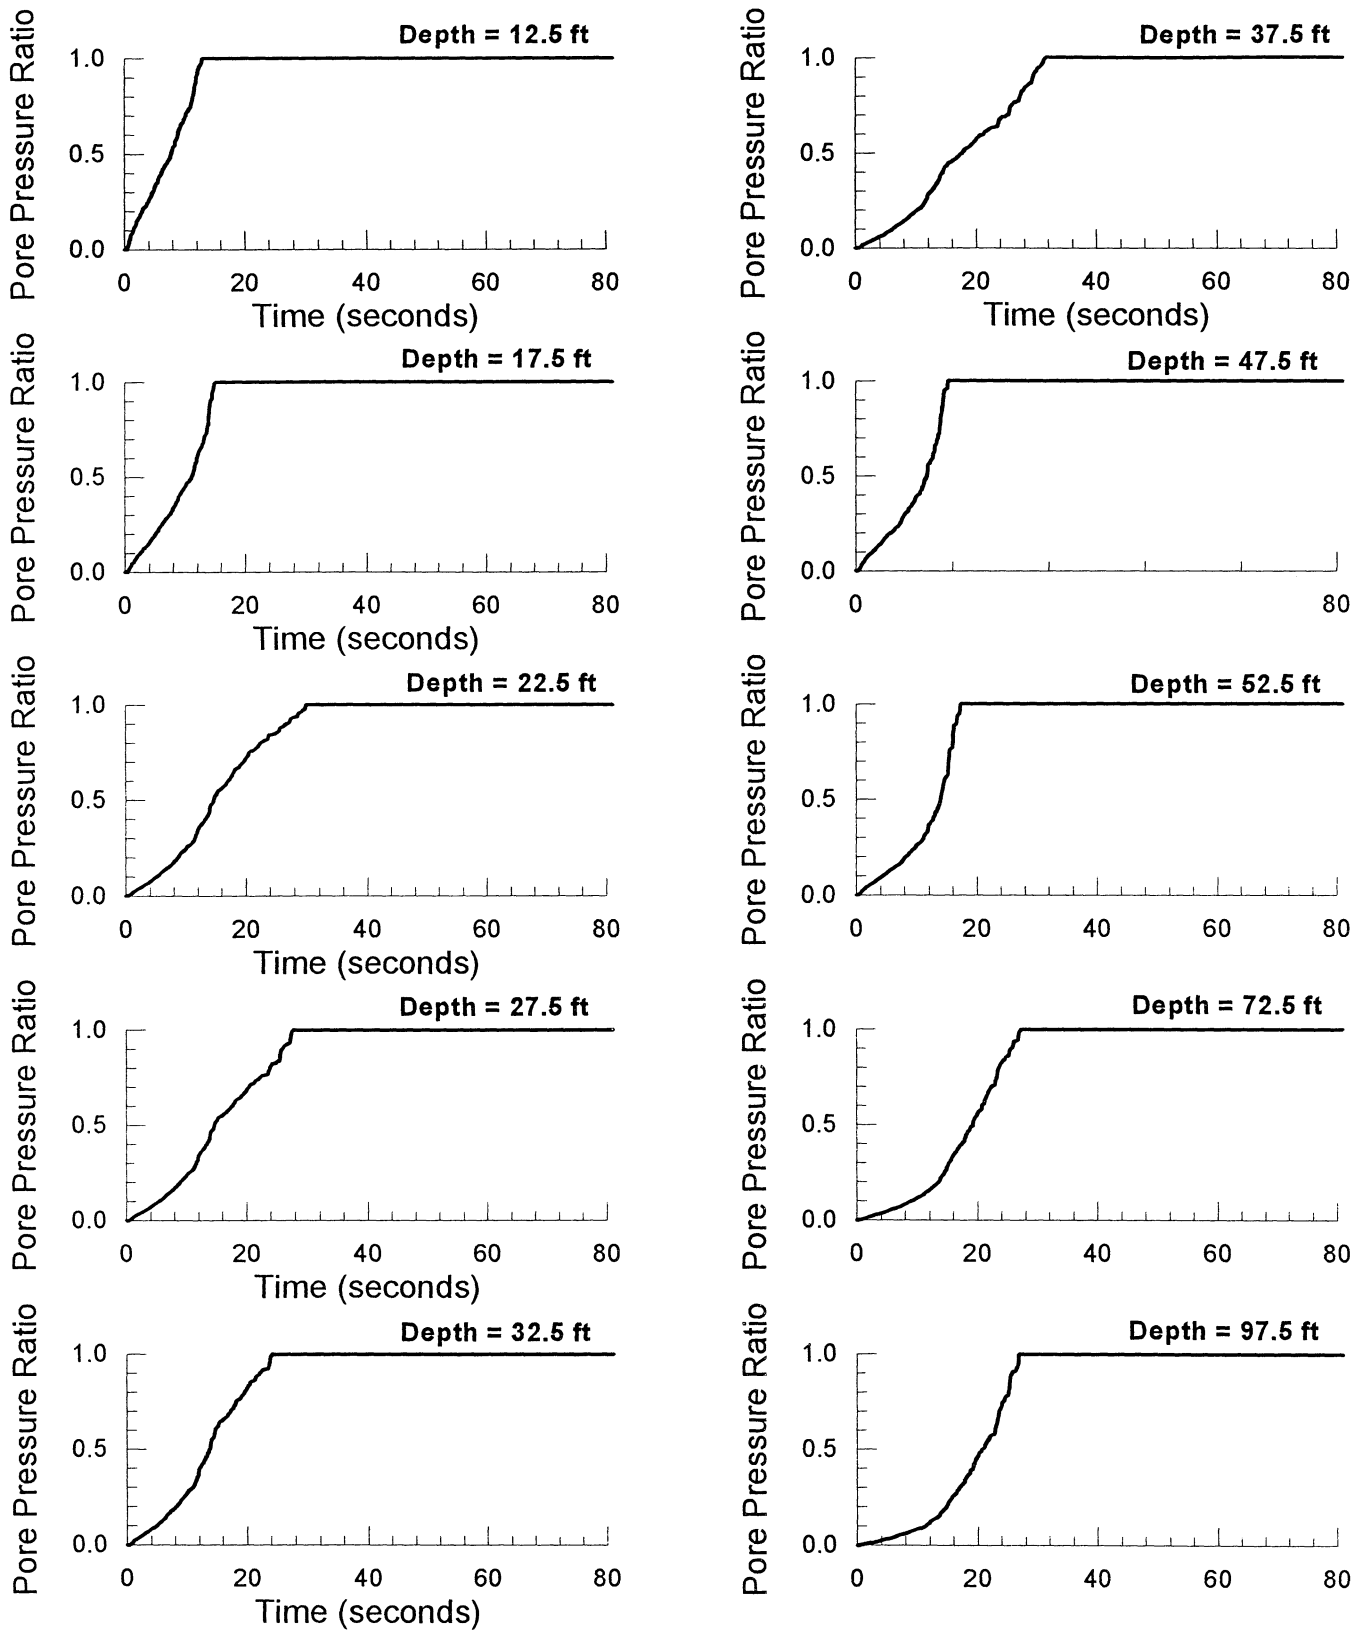 Depth = 12.5 ft
Pore Pressure Ratio
1.0
0.5
0.0
0 20 40 60 80
Time (seconds)
Depth = 17.5 ft
Pore Pressure Ratio
1.0
0.5
0.0
0 20 40 60 80
Time (seconds)
Depth = 22.5 ft
Pore Pressure Ratio
1.0
0.5
0.0
0 20 40 60 80
Time (seconds)
Depth = 27.5 ft
Pore Pressure Ratio
1.0
0.5
0.0
0 20 40 60 80
Time (seconds)
Depth = 32.5 ft
Pore Pressure Ratio
1.0
0.5
0.0
0 20 40 60 80
Time (seconds)
Depth = 37.5 ft
Pore Pressure Ratio
1.0
0.5
0.0
0 20 40 60 80
Time (seconds)
Depth = 47.5 ft
Pore Pressure Ratio
1.0
0.5
0.0
0 80
Depth = 52.5 ft
Pore Pressure Ratio
1.0
0.5
0.0
0 20 40 60 80
Depth = 72.5 ft
Pore Pressure Ratio
1.0
0.5
0.0
0 20 40 60 80
Depth = 97.5 ft
Pore Pressure Ratio
1.0
0.5
0.0
0 20 40 60 80